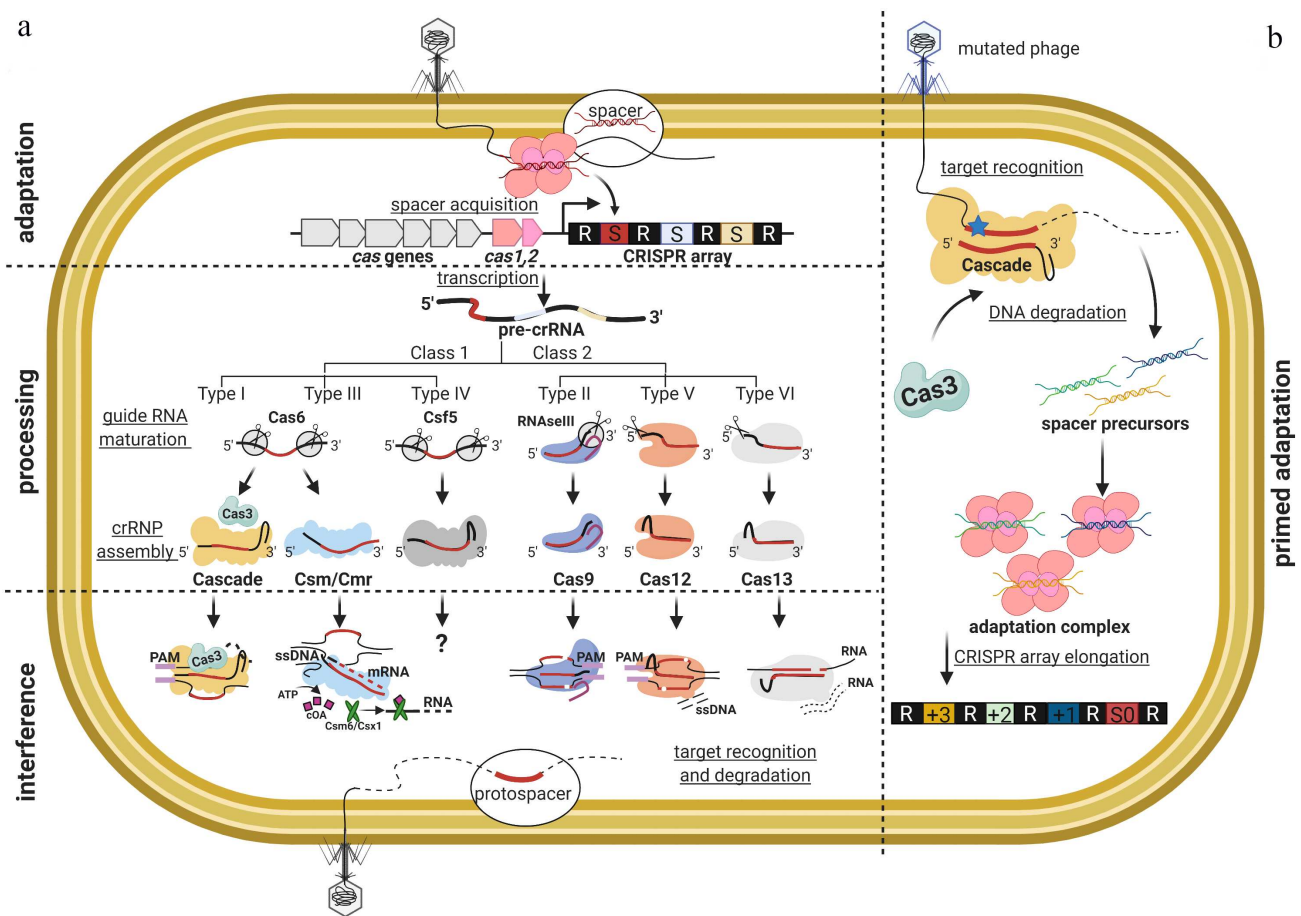 a
adaptation
spacer
spacer acquisition
R S R S R S R
cas genes
cas1,2
CRISPR array
processing
transcription
5'
3'
pre-crRNA
Class 1
Class 2
Type I
Type III
Type IV
Type II
Type V
Type VI
guide RNA
maturation
Cas6
Csf5
RNAseIII
5' 3'
5' 3'
5' 3'
5' 3'
5' 3'
crRNP
assembly
Cas3
5' 3'
5' 3'
5' 3'
5' 3'
5' 3'
5' 3'
Cascade
Csm/Cmr
Cas9
Cas12
Cas13
interference
PAM
Cas3
ssDNA
mRNA
ATP
cOA
Csm6/Csx1
RNA
?
PAM
PAM
ssDNA
RNA
RNA
target recognition
and degradation
protospacer
b
primed adaptation
mutated phage
target recognition
5'
3'
Cascade
DNA degradation
Cas3
spacer precursors
adaptation complex
CRISPR array elongation
R +3 R +2 R +1 R S0 R